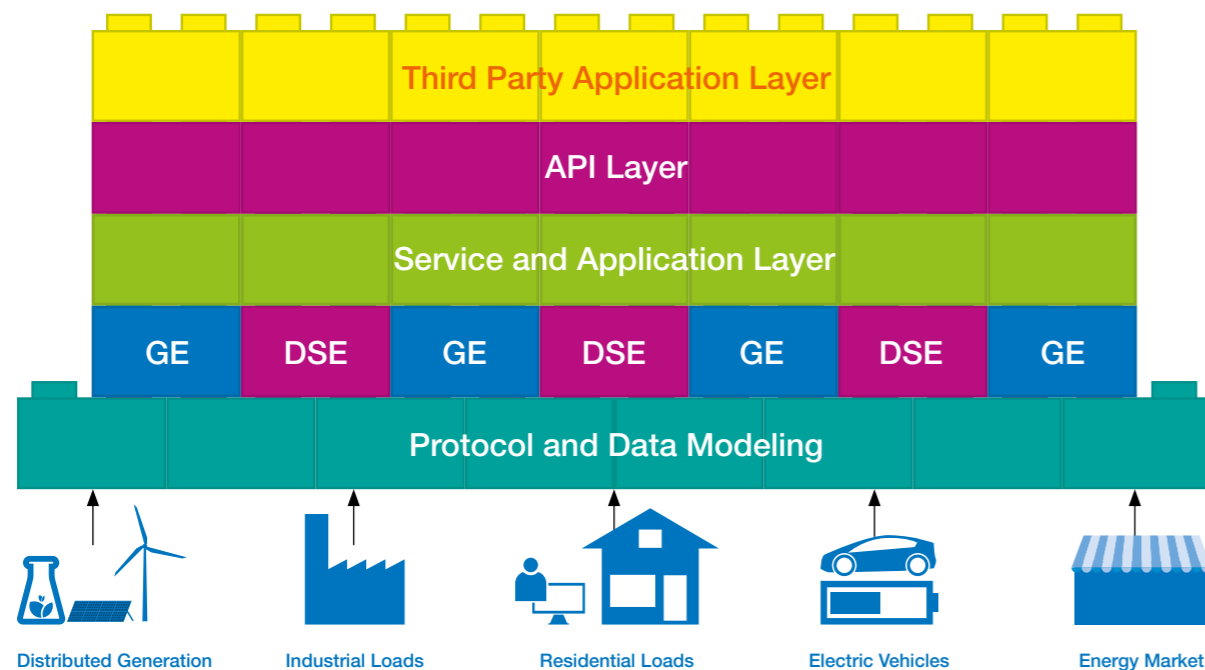 Third Party Application Layer
API Layer
Service and Application Layer
GE DSE GE DSE GE DSE GE
Protocol and Data Modeling
Distributed Generation Industrial Loads Residential Loads Electric Vehicles Energy Market